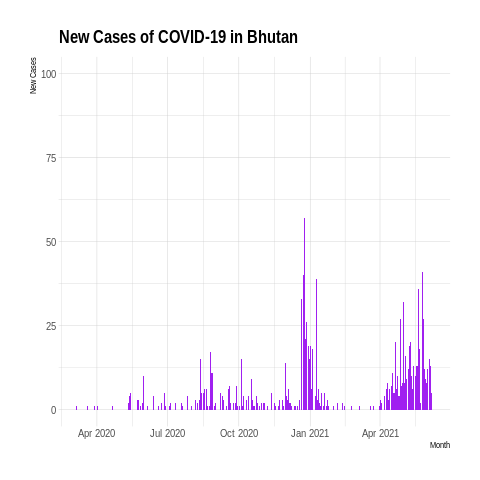 New Cases of COVID-19 in Bhutan
New Cases
100
75
50
25
0
Apr 2020 Jul 2020 Oct 2020 Jan 2021 Apr 2021
Month